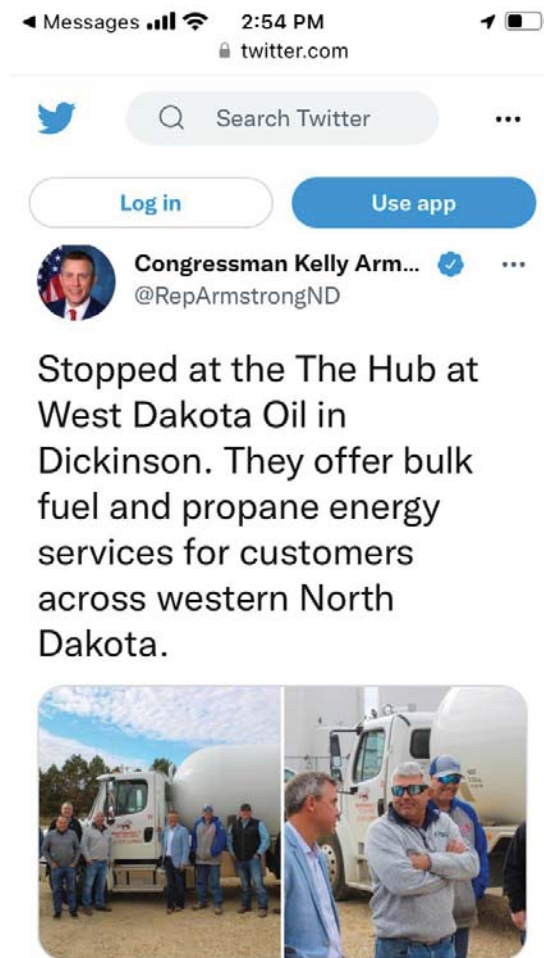 Messages 2:54 PM
twitter.com
Search Twitter
Log in
Use app
Congressman Kelly Arm...
@RepArmstrongND
Stopped at the The Hub at
West Dakota Oil in
Dickinson. They offer bulk
fuel and propane energy
services for customers
across western North
Dakota.